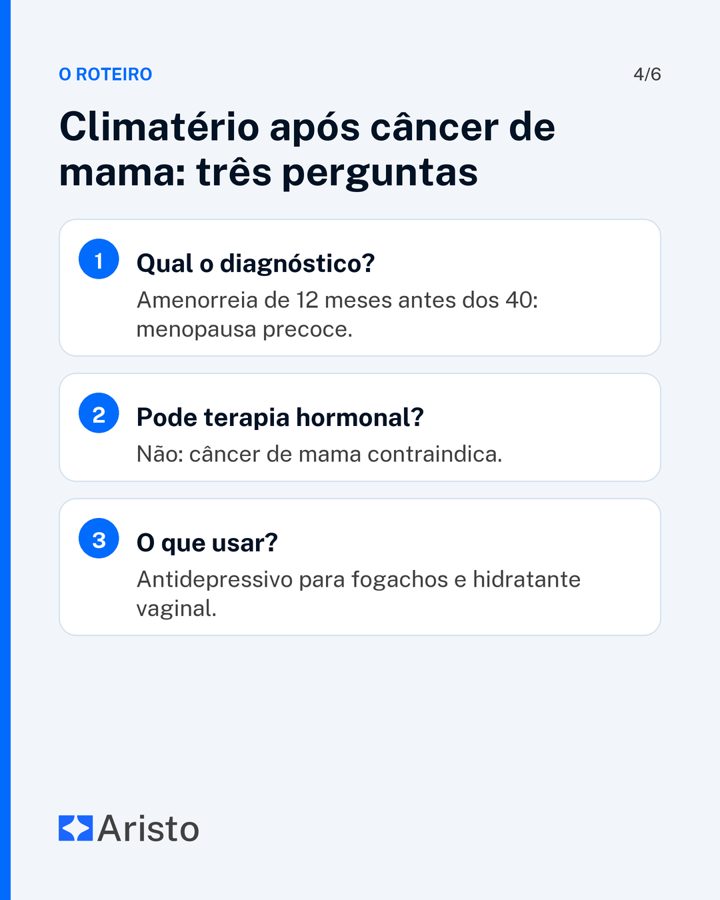 O ROTEIRO
4/6
Climatério após câncer de
mama: três perguntas
1
Qual o diagnóstico?
Amenorreia de 12 meses antes dos 40:
menopausa precoce.
2
Pode terapia hormonal?
Não: câncer de mama contraindica.
3
O que usar?
Antidepressivo para fogachos e hidratante
vaginal.
Aristo